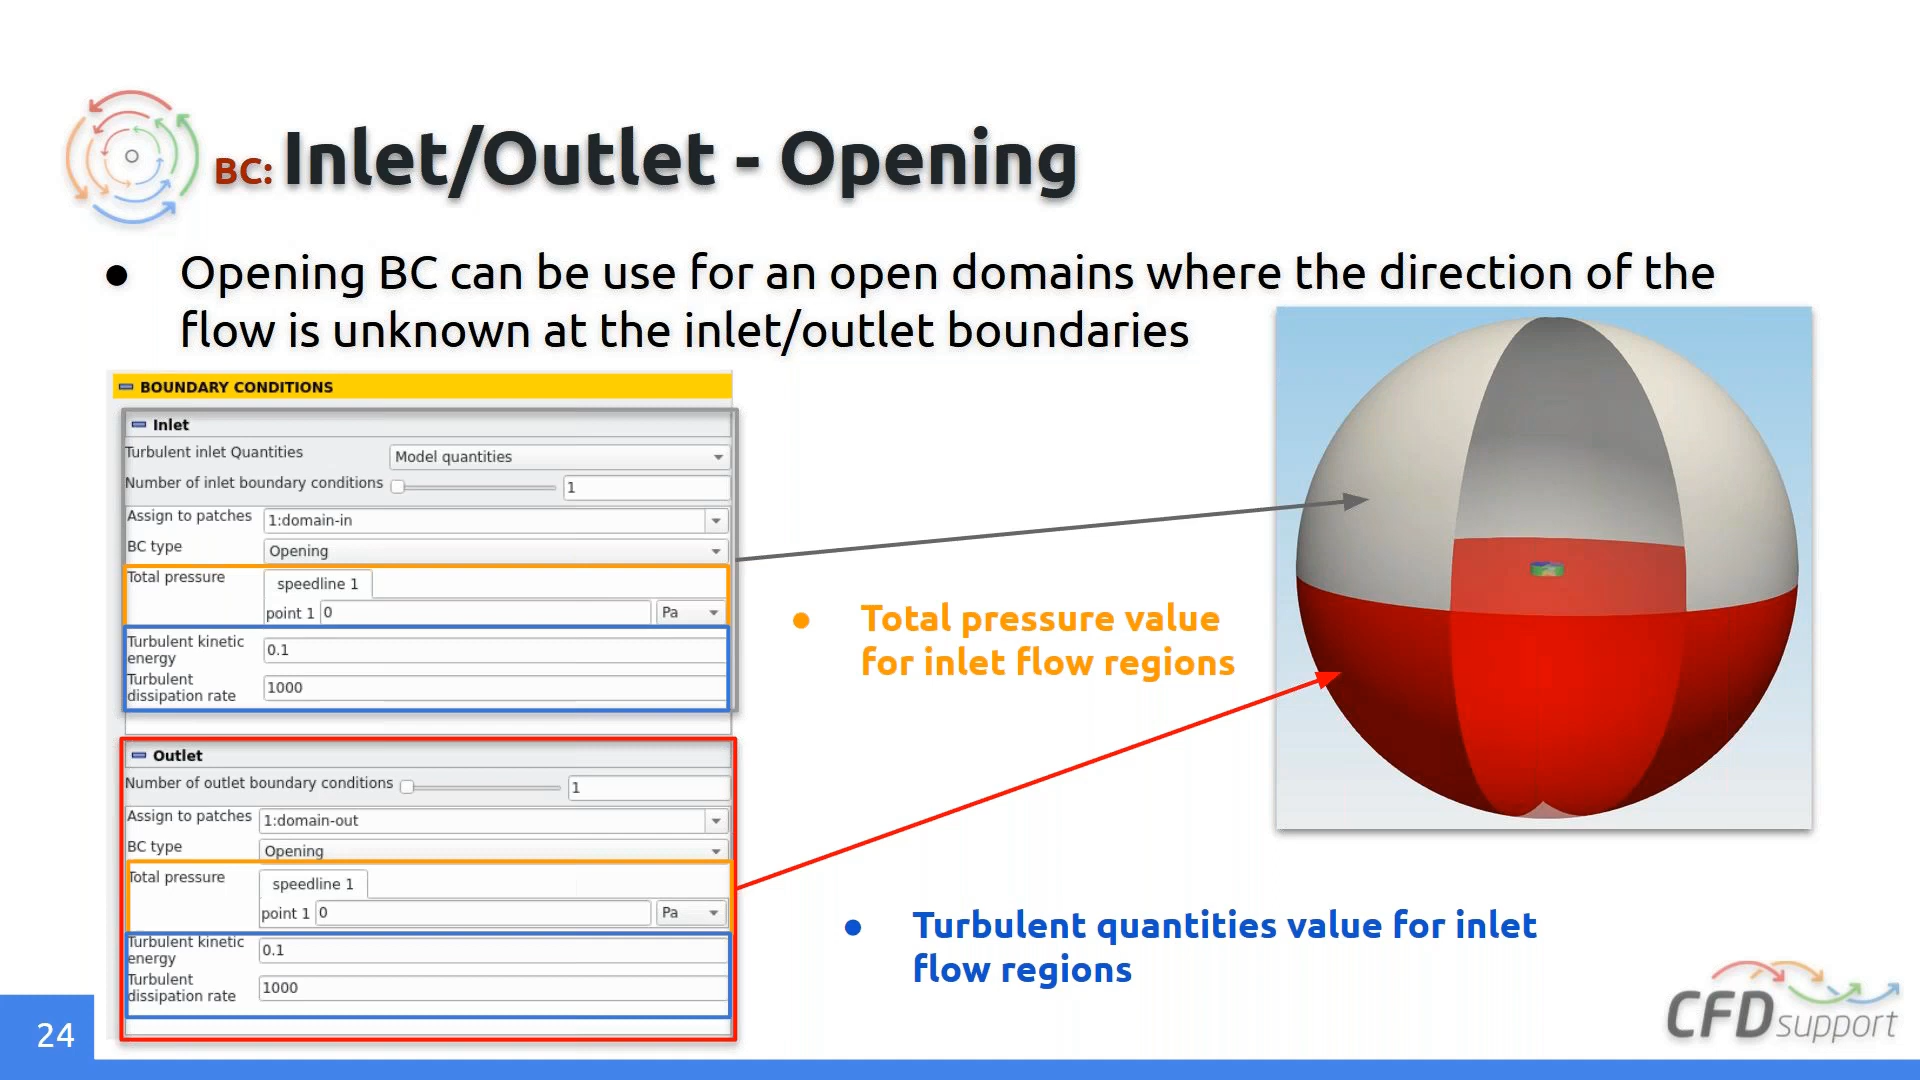 BC: Inlet/Outlet - Opening
● Opening BC can be use for an open domains where the direction of the
flow is unknown at the inlet/outlet boundaries
BOUNDARY CONDITIONS
Inlet
Turbulent inlet Quantities Model quantities
Number of inlet boundary conditions 1
Assign to patches 1:domain-in
BC type Opening
Total pressure speedline 1
point 1 0 Pa
Turbulent kinetic
energy 0.1
Turbulent
dissipation rate 1000
Outlet
Number of outlet boundary conditions 1
Assign to patches 1:domain-out
BC type Opening
Total pressure speedline 1
point 1 0 Pa
Turbulent kinetic
energy 0.1
Turbulent
dissipation rate 1000
● Total pressure value
for inlet flow regions
● Turbulent quantities value for inlet
flow regions
24
CFDsupport